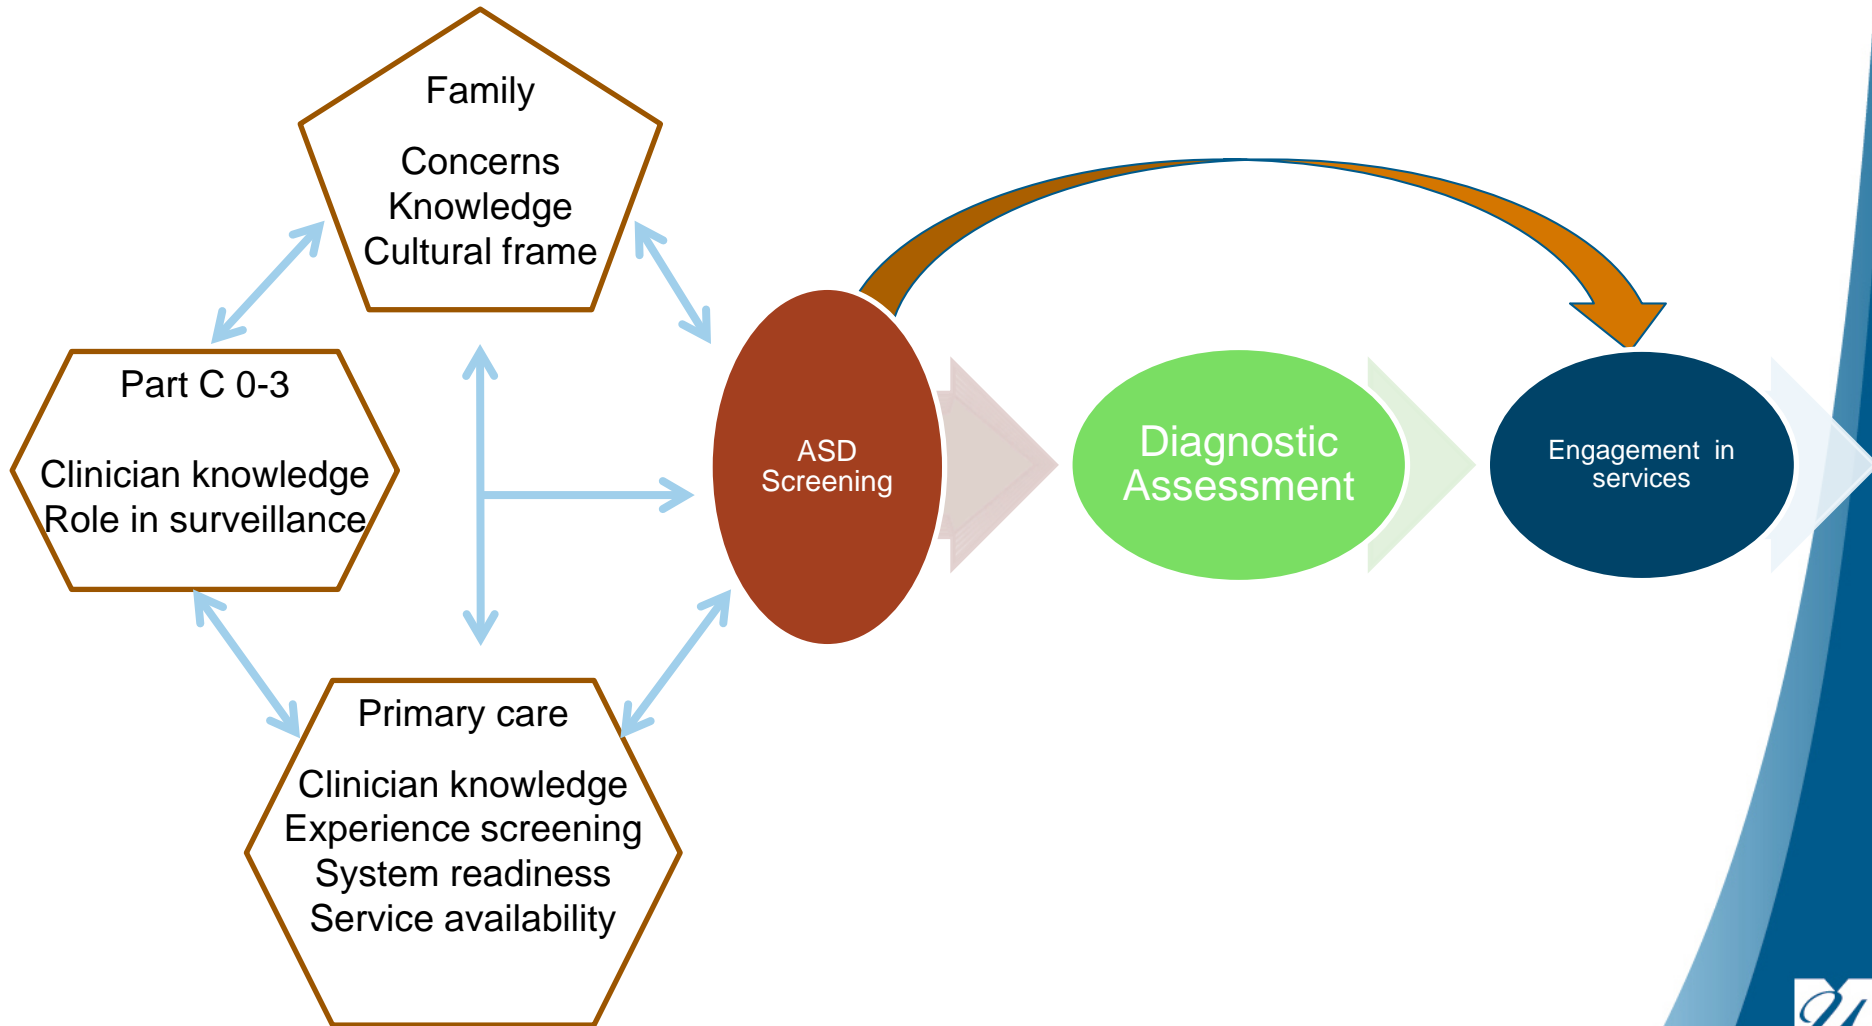 Family
Concerns
Knowledge
Cultural frame
Part C 0-3
Clinician knowledge
Role in surveillance
Primary care
Clinician knowledge
Experience screening
System readiness
Service availability
ASD
Screening
Diagnostic
Assessment
Engagement in
services